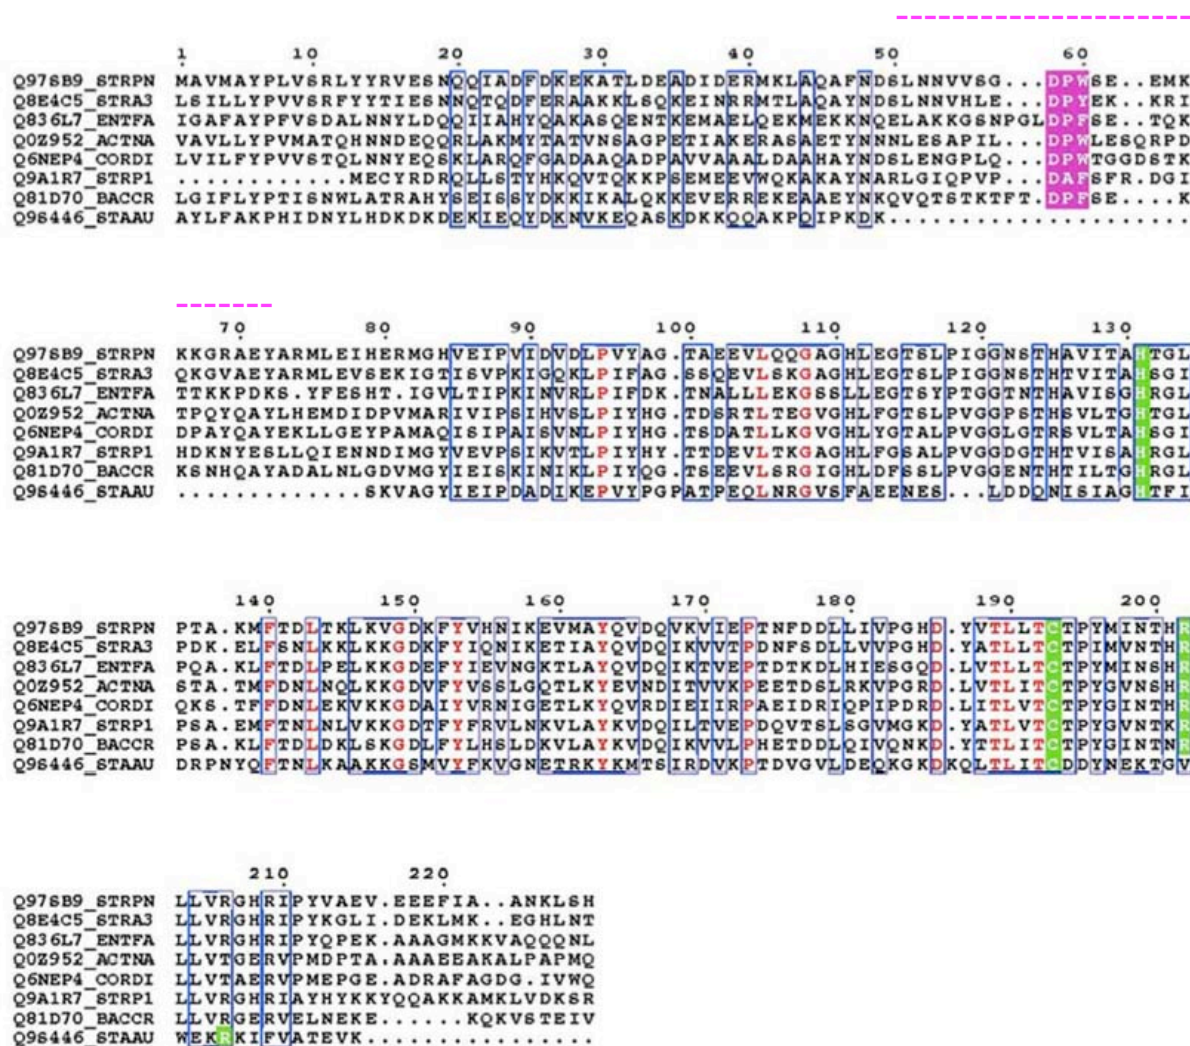 1 10 20 30 40 50 60
Q97SB9_STRPN MAVMAYPLVSRLYYRVESNQQIADFDKEKATLDEADIDERMKLAQAFNDSLNNVVSG...DPWSE..EMK
Q8E4C5_STRA3 LSILLYPVVSRFYYTIESNNQTQDFERAAKKLSQKEINRRMTLAQAYNDSLNNVHLE...DPYEK..KRI
Q836L7_ENTFA IGAFAYPFVSDALNNYLDQQIIAHYQAKASQENTKEMAELQEKMEKKNQELAKKGSNPGLDPFSE..TQK
Q0Z952_ACTNA VAVLLYPVMATQHNNDEQQRLAKMYTATVNSAGPETIADRIAAERASAETYNNNLESAPIL...DPWLESQRPD
Q6NEP4_CORDI LVILFYPVVSTQLNNYEQSKLARQFGADAAQADPAVVAAALDAAHAYNDSLENGPLQ..DPWTGGDSTK
Q9A1R7_STRP1 ............MECYRDRQLLSTYHKQVTQKKPSEMEEVWQKAKAYNARLGIQPVP...DAFSFR.DGI
Q81D70_BACCR LGIFLYPTISNWLATRAHYSEISSYDKKIKALQKKEVERREKEAAEYNKQVQTSTKTFT.DPFSE....K
Q9S446_STAAU AYLFAKPHIDNYLHDKDKDEKIEQYDKNVKEQASKDKKQQAKPQIPKDK.....................
70 80 90 100 110 120 130
Q97SB9_STRPN KKGRAEYARMLEIHERMGHVEIPVIDVDLPVYAG.TAEEVLQQGAGHLEGTSLPIGGNSTHAVITAHTGL
Q8E4C5_STRA3 QKGVAEYARMLEVSEKIGTISVPKIGQKLPIFAG.SSQEVLSKGAGHLEGTSLPIGGNSTHTVITAHSGI
Q836L7_ENTFA TTKKPDKS.YFESHT.IGVLTIPKINVRLPIFDK.TNALLLEKGSSLLEGTSYPTGGTNTHAVISGHRGL
Q0Z952_ACTNA TPQYQAYLHEMDIDPVMARIVIPSIHVSLPIYHG.TDSRTLTEGVGHLFGTSLPVGGPSTHSVLTGHTGL
Q6NEP4_CORDI DPAYQAYEKLLGEYPAMAQISIPAISVNLPIYHG.TSDATLLKGVGHLYGTALPVGGLGTRSVLTAHSGI
Q9A1R7_STRP1 HDKNYESLLQIENNDIMGYVEVPSIKVTLPIYHY.TTDEVLTKGAGHLFGSALPVGGDGTHTVISAHRGL
Q81D70_BACCR KSNHQAYADALNLGDVMGYIEISKINIKLPIYQG.TSEEVLSRGIGHLDFSSLPVGGENTHTILTGHRGL
Q9S446_STAAU .............SKVAGYIEIPDADIKEPVYPGPATPEQLNRGVSFAEENES...LDDQNISIAGHTFI
140 150 160 170 180 190 200
Q97SB9_STRPN PTA.KMFTDLTKLKVGDKFYVHNIKEVMAYQVDQVKVIEPTNFDDLLIVPGHD.YVTLLTCTPYMINTHR
Q8E4C5_STRA3 PDK.ELFSNLKKLKKGDKFYIQNIKETIAYQVDQIKVVTPDNFSDLLVVPGHD.YATLLTCTPIMVNTHR
Q836L7_ENTFA PQA.KLFTDLPELKKGDEFYIEVNGKTLAYQVDQIKTVEPTDTKDLHIESGQD.LVTLLTCTPYMINSHR
Q0Z952_ACTNA STA.TMFDNLNQLKKGDVFYVSSLGQTLKYEVNDITVVKPEETDSLRKVPGRD.LVTLITCTPYGVNSHR
Q6NEP4_CORDI QKS.TFFDNLEKVKKGDAIYVRNIGETLKYQVRDIEIIRPAEIDRIQPIPDRD.LITLVTCTPYGINTHR
Q9A1R7_STRP1 PSA.EMFTNLNIVKKGDTFYFRVLNKVLAYKVDQILTVEPDQVTSLSGVMGKD.YATLVTCTPYGVNTKR
Q81D70_BACCR PSA.KLFTDLDKLSKGDLFYLHSLDKVLAYKVDQIKVVLPHETDDLQIVQNKD.YTTLITCTPYGINTNR
Q9S446_STAAU DRPNYQFTNLKAAKKGSMVYFKVGNETRKYKMTSIRDVKPTDVGVLDEQKGKDKQLTLITCDDYNEKTGV
210 220
Q97SB9_STRPN LLVRGHRIPYVAEV.EEEFIA..ANKLSH
Q8E4C5_STRA3 LLVRGHRIPYKGLI.DEKLMK..EGHLNT
Q836L7_ENTFA LLVRGHRIPYQPEK.AAAGMKKVAQQQNL
Q0Z952_ACTNA LLVTGERVPMDPTA.AAAEEAKALPAPMQ
Q6NEP4_CORDI LLVTAERVPMEPGE.ADRAFAGDG.IVWQ
Q9A1R7_STRP1 LLVRGHRIAYHYKKYQQAKKAMKLVDKSR
Q81D70_BACCR LLVRGERVELNEKE......KQKVSTEIV
Q9S446_STAAU WEKRKIFVATEVK................